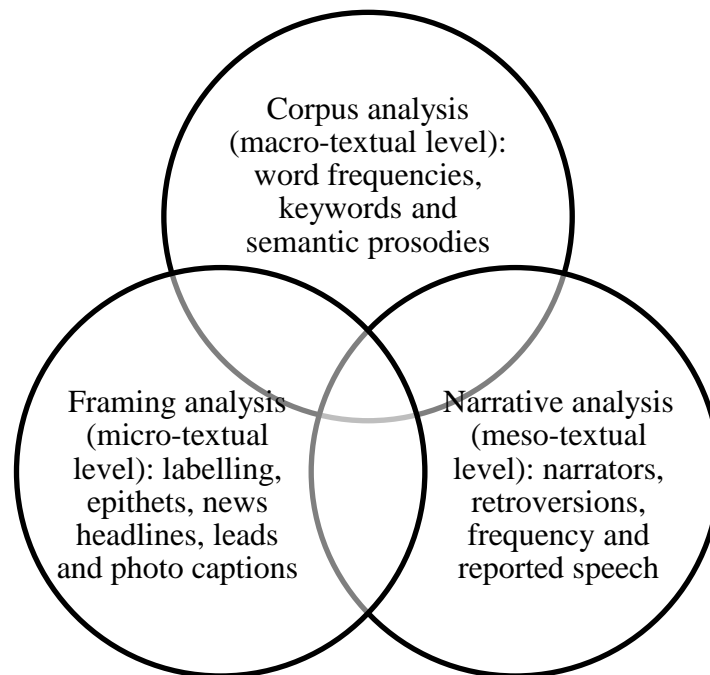 Corpus analysis
(macro-textual level):
word frequencies,
keywords and
semantic prosodies
Framing analysis
(micro-textual
level): labelling,
epithets, news
headlines, leads
and photo captions
Narrative analysis
(meso-textual
level): narrators,
retroversions,
frequency and
reported speech